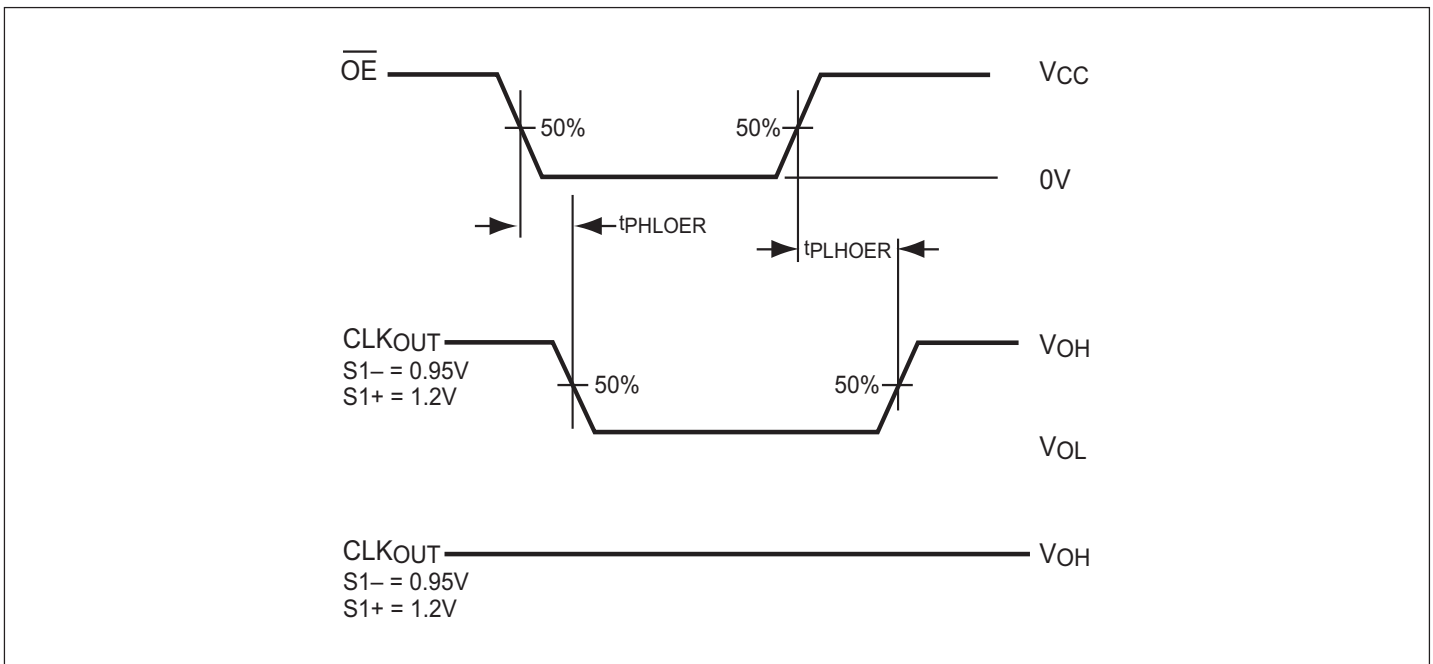 OE VCC
50% 50%
0V
tPHLOER
tPLHOER
CLKOUT VOH
S1– = 0.95V
S1+ = 1.2V
50% 50%
VOL
CLKOUT VOH
S1– = 0.95V
S1+ = 1.2V